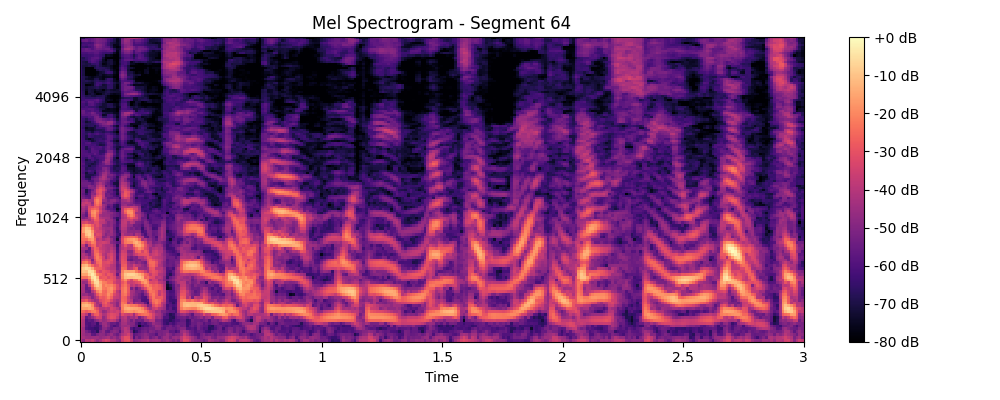 Mel Spectrogram - Segment 64
Frequency
4096
2048
1024
512
0
0
0.5
1
1.5
2
2.5
3
Time
+0 dB
-10 dB
-20 dB
-30 dB
-40 dB
-50 dB
-60 dB
-70 dB
-80 dB